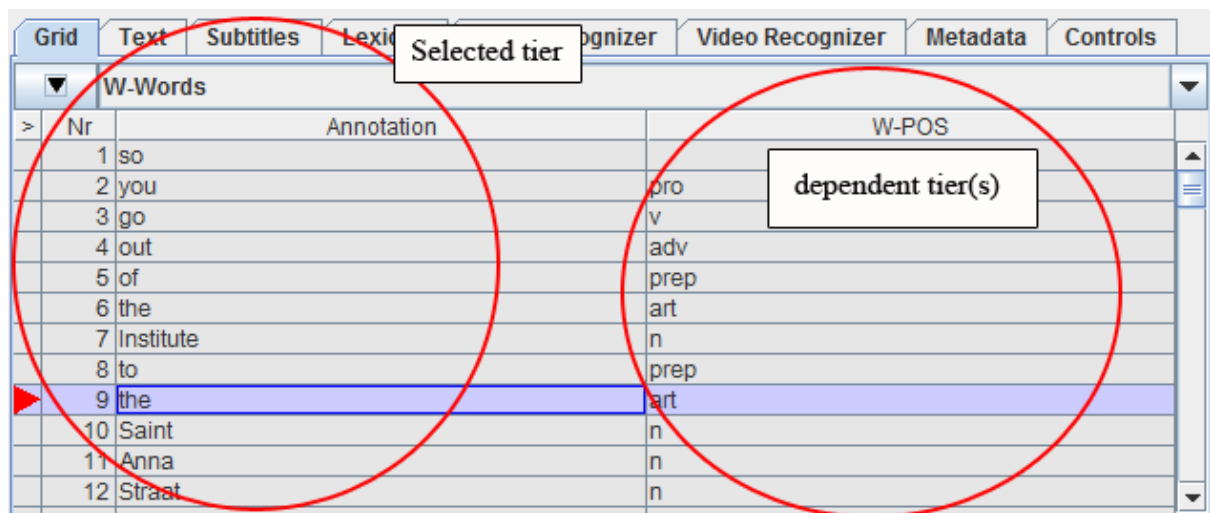 Grid Text Subtitles Lexic ognizer Video Recognizer Metadata Controls
Selected tier
W-Words
> Nr Annotation W-POS
1 so
2 you pro
dependent tier(s)
3 go v
4 out adv
5 of prep
6 the art
7 Institute n
8 to prep
9 the art
10 Saint n
11 Anna n
12 Straat n